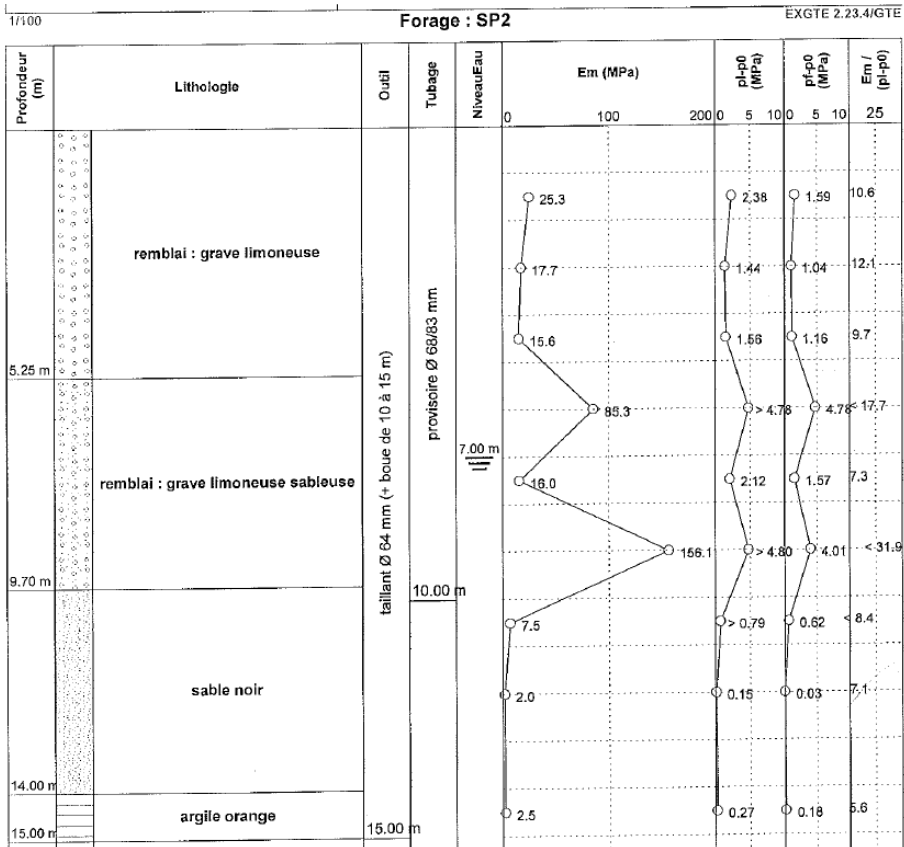 1/100
Forage : SP2
EXGTE 2.23.4/GTE
Profondeur (m)
Lithologie
Outil
Tubage
NiveauEau
Em (MPa)
pl-p0 (MPa)
pf-p0 (MPa)
Em / (pl-p0)
0 100 200 0 5 10 0 5 10 25
25.3 2.38 1.59 10.6
remblai : grave limoneuse
17.7 1.44 1.04 12.1
15.6 1.56 1.16 9.7
5.25 m
85.3 > 4.78 4.78 < 17.7
taillant Ø 64 mm (+ boue de 10 à 15 m)
provisoire Ø 68/83 mm
7.00 m
remblai : grave limoneuse sableuse
16.0 2.12 1.57 7.3
156.1 > 4.80 4.01 < 31.9
9.70 m
10.00 m
7.5 > 0.79 0.62 < 8.4
sable noir
2.0 0.15 0.03 7.1
14.00 m
argile orange
2.5 0.27 0.18 5.6
15.00 m
15.00 m